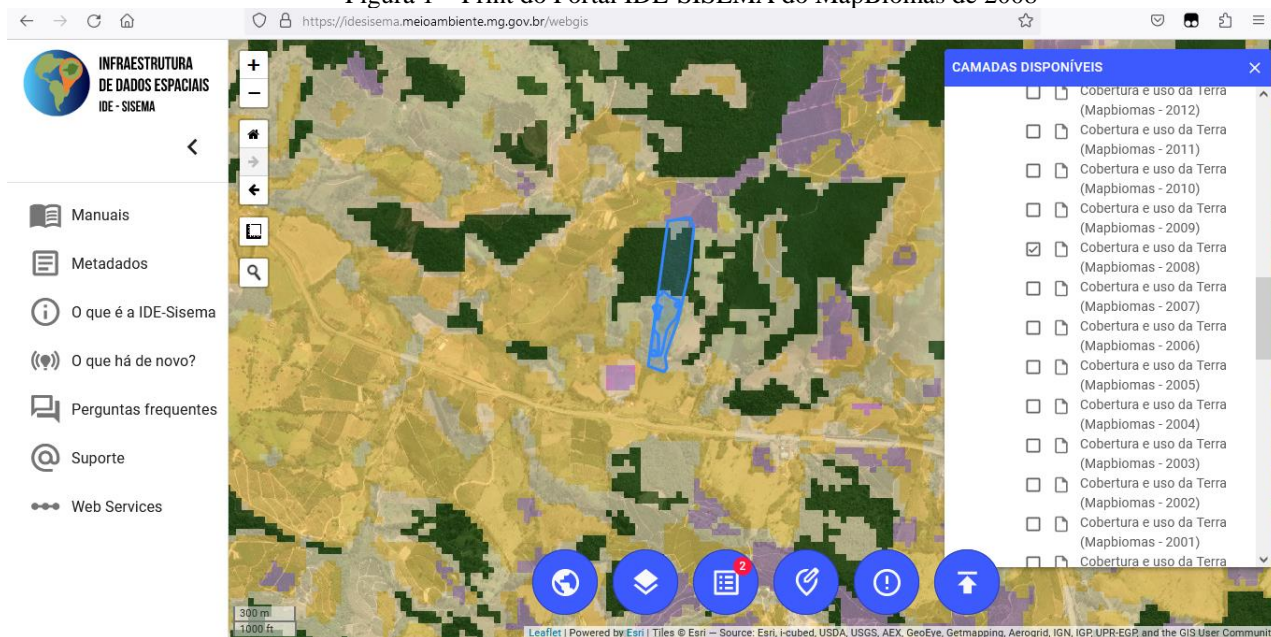 Figura 1 – Print do Portal IDE-SISEMA do MapBiomas de 2008
https://idesisema.meioambiente.mg.gov.br/webgis
INFRAESTRUTURA
DE DADOS ESPACIAIS
IDE - SISEMA
Manuais
Metadados
O que é a IDE-Sisema
O que há de novo?
Perguntas frequentes
Suporte
Web Services
+
−
CAMADAS DISPONÍVEIS
Cobertura e uso da Terra
(Mapbiomas - 2012)
Cobertura e uso da Terra
(Mapbiomas - 2011)
Cobertura e uso da Terra
(Mapbiomas - 2010)
Cobertura e uso da Terra
(Mapbiomas - 2009)
Cobertura e uso da Terra
(Mapbiomas - 2008)
Cobertura e uso da Terra
(Mapbiomas - 2007)
Cobertura e uso da Terra
(Mapbiomas - 2006)
Cobertura e uso da Terra
(Mapbiomas - 2005)
Cobertura e uso da Terra
(Mapbiomas - 2004)
Cobertura e uso da Terra
(Mapbiomas - 2003)
Cobertura e uso da Terra
(Mapbiomas - 2002)
Cobertura e uso da Terra
(Mapbiomas - 2001)
Cobertura e uso da Terra
2
300 m
1000 ft
Leaflet | Powered by Esri | Tiles © Esri — Source: Esri, i-cubed, USDA, USGS, AEX, GeoEye, Getmapping, Aerogrid, IGN, IGP, UPR-EGP, and the GIS User Communit